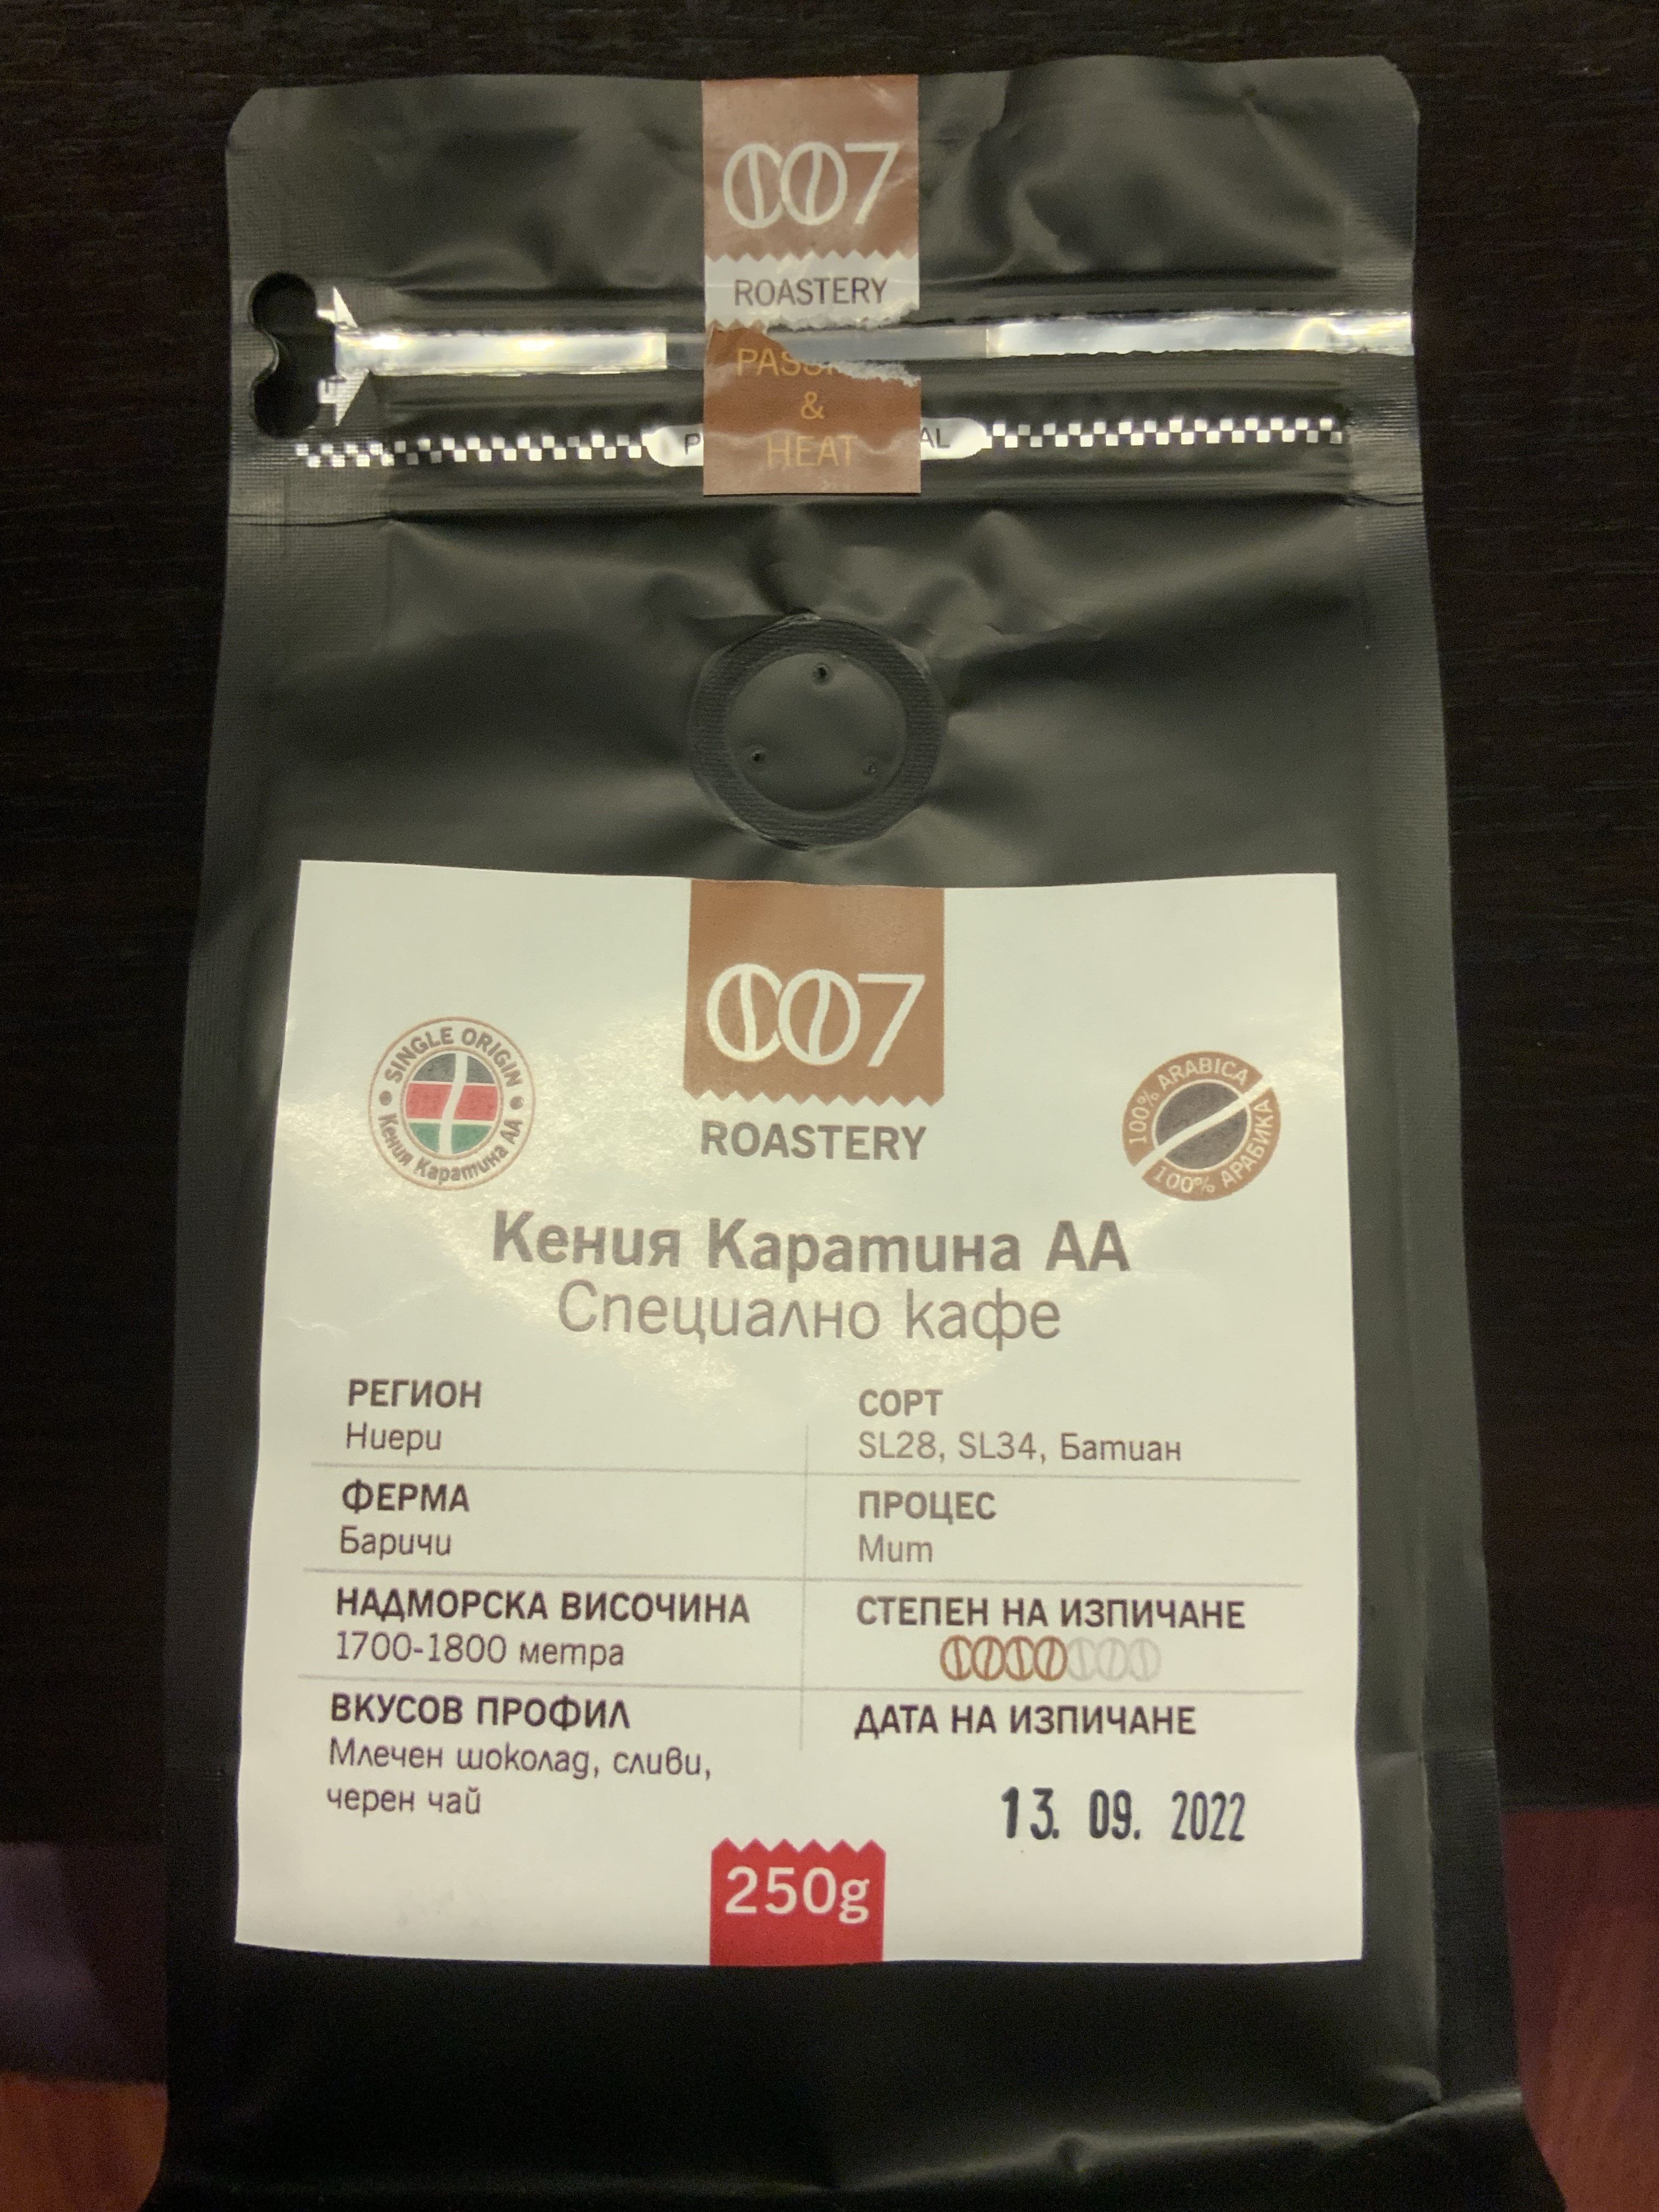 007
ROASTERY
&
HEAT
007
ROASTERY
SINGLE ORIGIN
Кения Каратина АА
100% ARABICA
100% АРАБИКА
Кения Каратина АА
Специално кафе
РЕГИОН
Ниери
СОРТ
SL28, SL34, Батиан
ФЕРМА
Баричи
ПРОЦЕС
Мит
НАДМОРСКА ВИСОЧИНА
1700-1800 метра
СТЕПЕН НА ИЗПИЧАНЕ
ВКУСОВ ПРОФИЛ
Млечен шоколад, сливи,
черен чай
ДАТА НА ИЗПИЧАНЕ
13. 09. 2022
250g